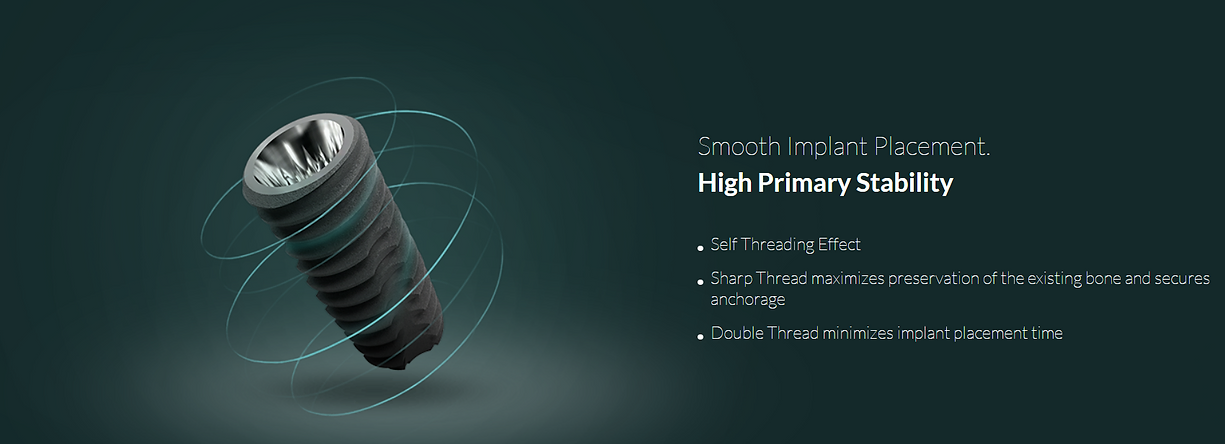 Smooth Implant Placement.
High Primary Stability
• Self Threading Effect
• Sharp Thread maximizes preservation of the existing bone and secures
anchorage
• Double Thread minimizes implant placement time